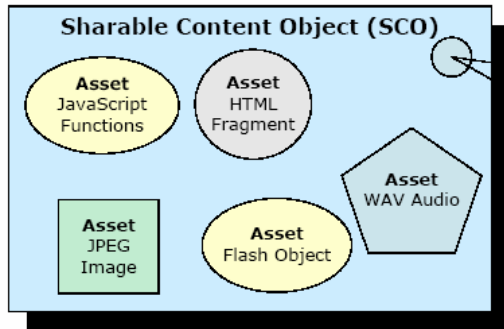 Sharable Content Object (SCO)
Asset
JavaScript
Functions
Asset
HTML
Fragment
Asset
WAV Audio
Asset
JPEG
Image
Asset
Flash Object